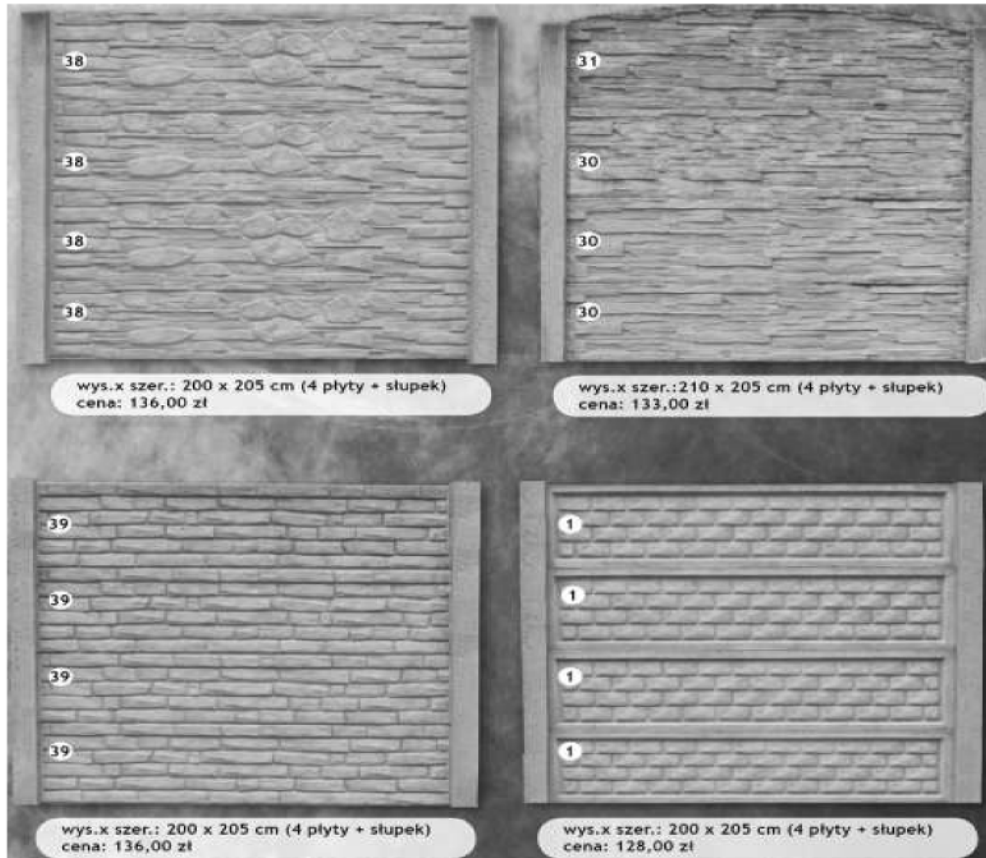 38
38
38
38
31
30
30
30
wys.x szer.: 200 x 205 cm (4 płyty + słupek)
cena: 136,00 zł
wys.x szer.:210 x 205 cm (4 płyty + słupek)
cena: 133,00 zł
39
39
39
39
1
1
1
1
wys.x szer.: 200 x 205 cm (4 płyty + słupek)
cena: 136,00 zł
wys.x szer.: 200 x 205 cm (4 płyty + słupek)
cena: 128,00 zł